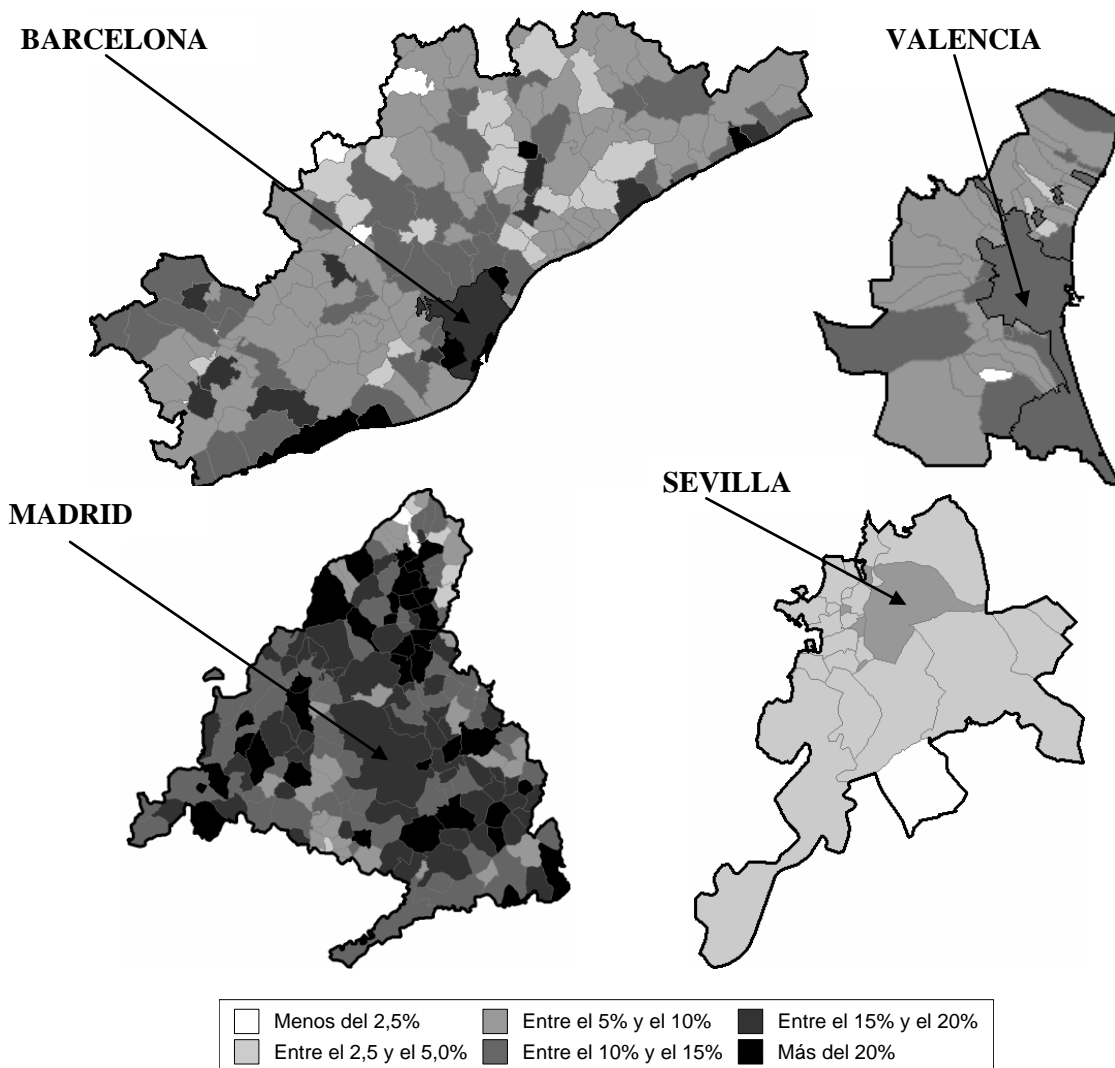 BARCELONA
VALENCIA
MADRID
SEVILLA
Menos del 2,5%
Entre el 5% y el 10%
Entre el 15% y el 20%
Entre el 2,5 y el 5,0%
Entre el 10% y el 15%
Más del 20%